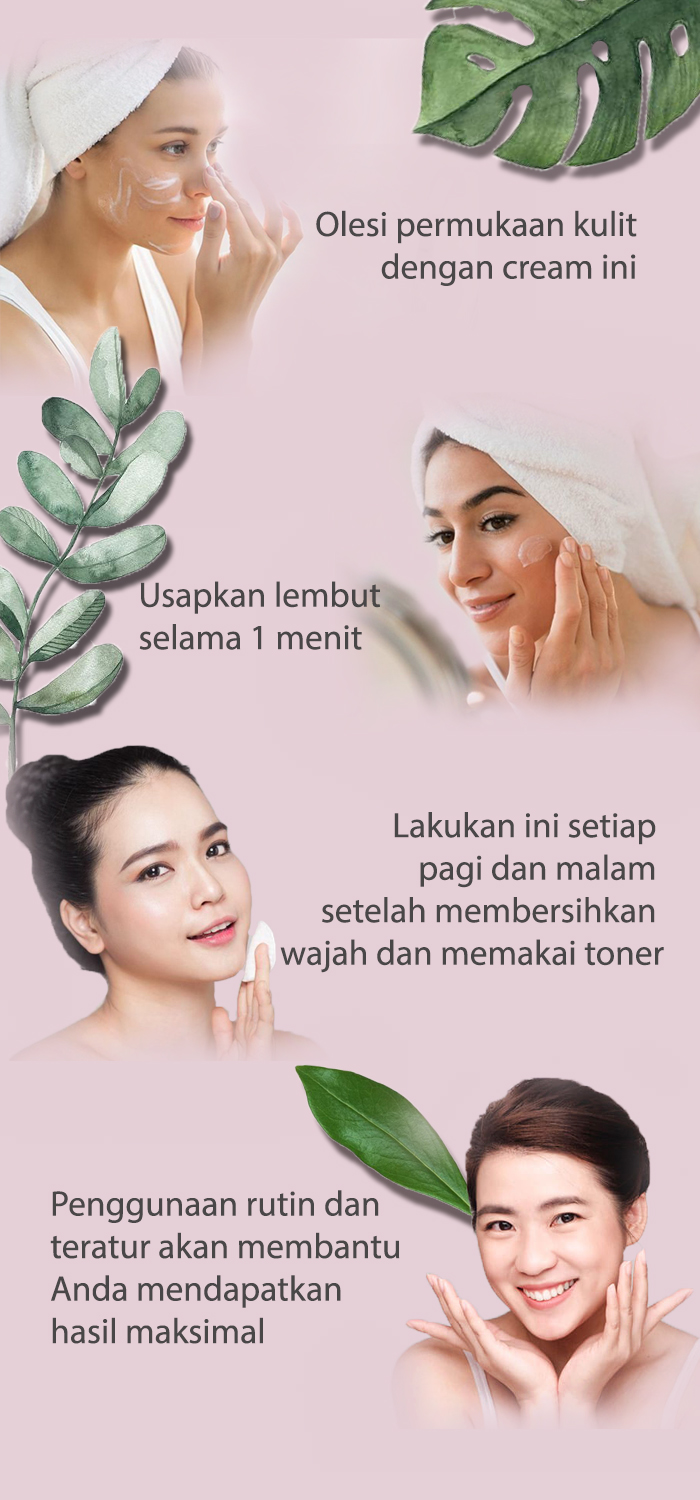 Olesi permukaan kulit
dengan cream ini
Usapkan lembut
selama 1 menit
Lakukan ini setiap
pagi dan malam
setelah membersihkan
wajah dan memakai toner
Penggunaan rutin dan
teratur akan membantu
Anda mendapatkan
hasil maksimal